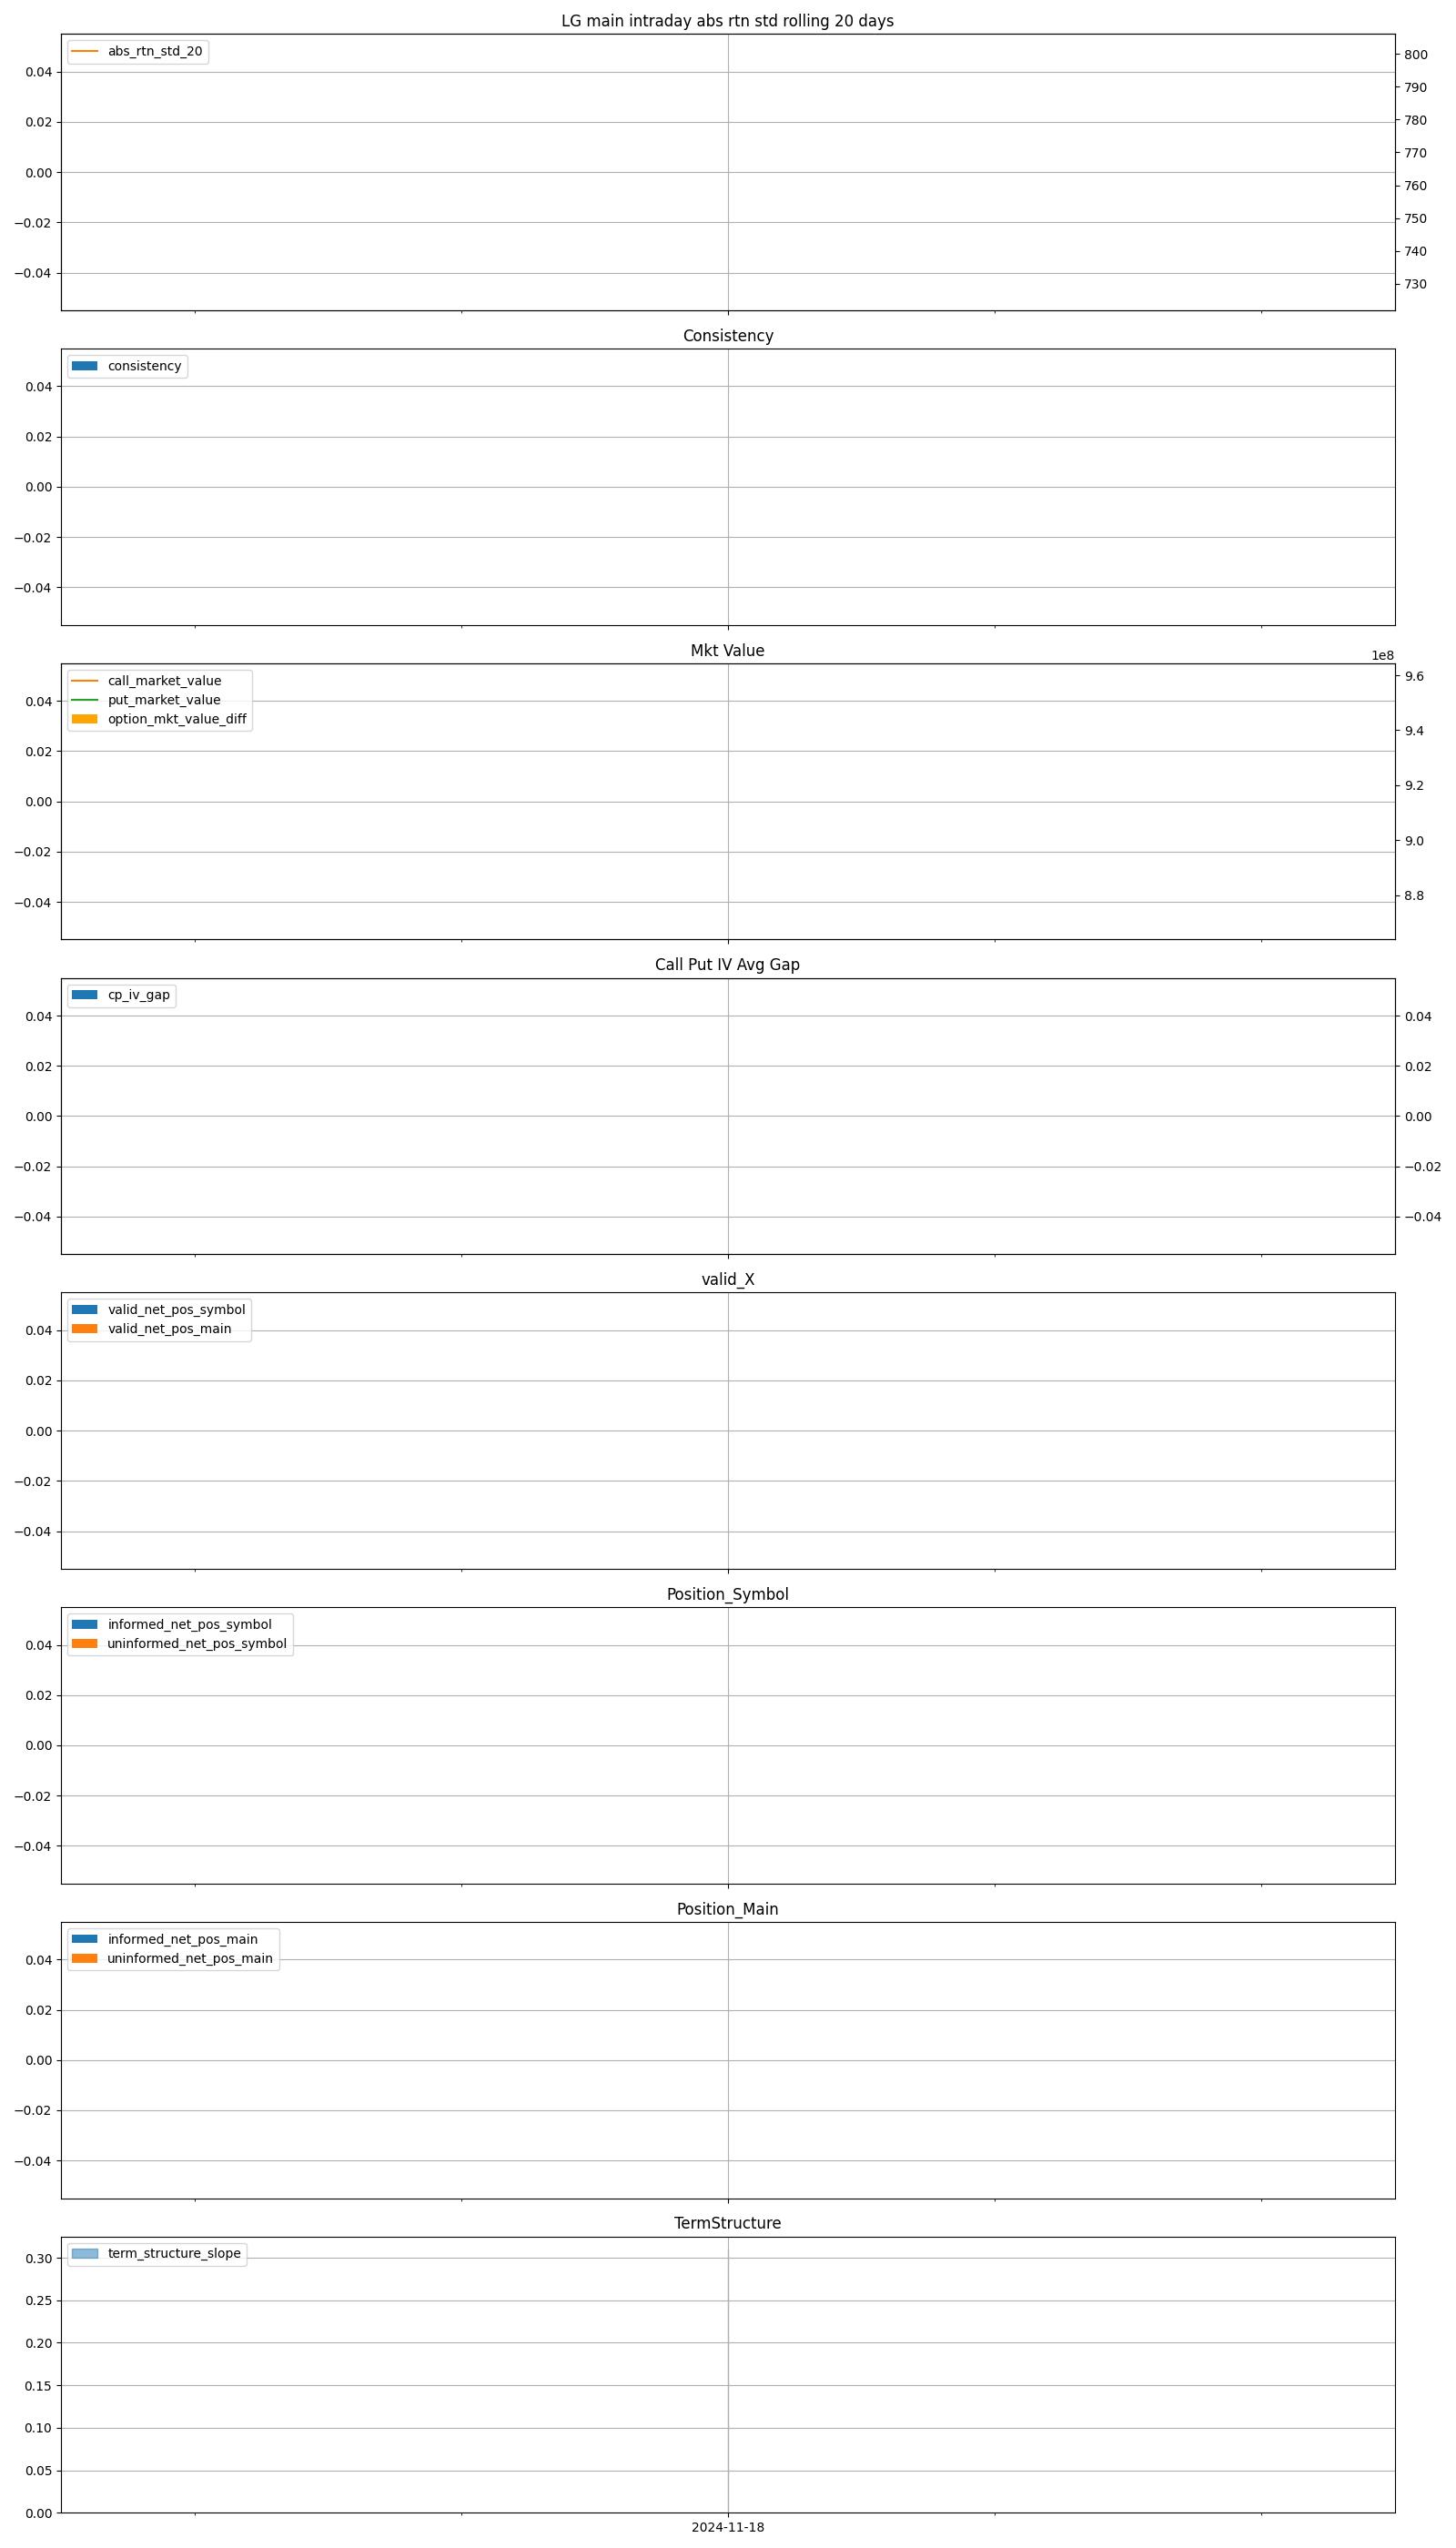 LG main intraday abs rtn std rolling 20 days
abs_rtn_std_20
0.04
0.02
0.00
−0.02
−0.04
800
790
780
770
760
750
740
730
Consistency
consistency
0.04
0.02
0.00
−0.02
−0.04
Mkt Value
1e8
call_market_value
put_market_value
option_mkt_value_diff
0.04
0.02
0.00
−0.02
−0.04
9.6
9.4
9.2
9.0
8.8
Call Put IV Avg Gap
cp_iv_gap
0.04
0.02
0.00
−0.02
−0.04
0.04
0.02
0.00
−0.02
−0.04
valid_X
valid_net_pos_symbol
valid_net_pos_main
0.04
0.02
0.00
−0.02
−0.04
Position_Symbol
informed_net_pos_symbol
uninformed_net_pos_symbol
0.04
0.02
0.00
−0.02
−0.04
Position_Main
informed_net_pos_main
uninformed_net_pos_main
0.04
0.02
0.00
−0.02
−0.04
TermStructure
term_structure_slope
0.30
0.25
0.20
0.15
0.10
0.05
0.00
2024-11-18